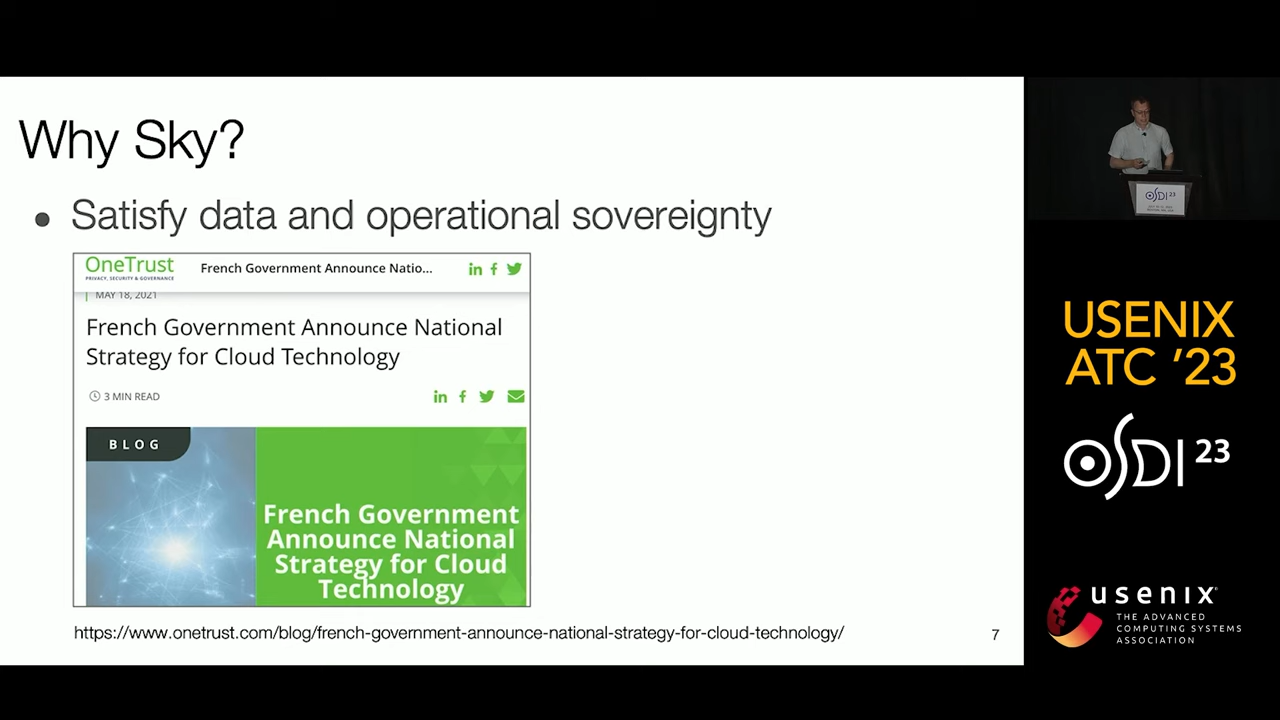 Why Sky?
• Satisfy data and operational sovereignty
OneTrust
PRIVACY, SECURITY & GOVERNANCE
French Government Announce Natio...
MAY 18, 2021
French Government Announce National
Strategy for Cloud Technology
3 MIN READ
BLOG
French Government
Announce National
Strategy for Cloud
Technology
https://www.onetrust.com/blog/french-government-announce-national-strategy-for-cloud-technology/
7
OSDI 23
USENIX
ATC '23
OSDI 23
usenix
THE ADVANCED
COMPUTING SYSTEMS
ASSOCIATION